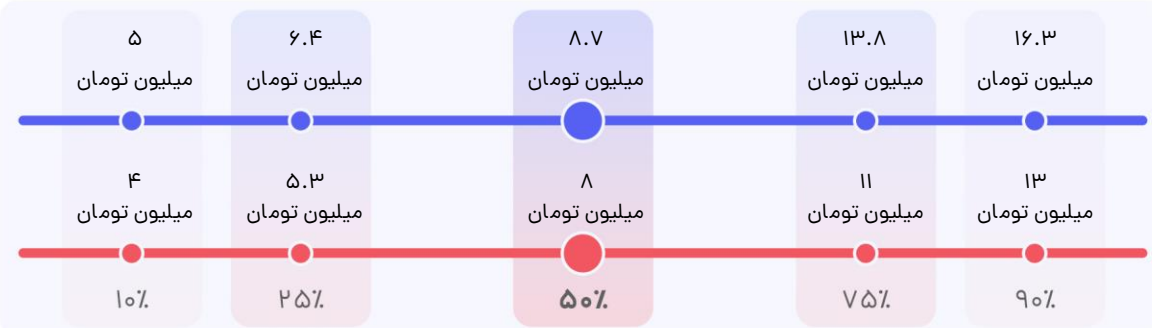 ۵ ۶.۴ ۸.۷ ۱۳.۸ ۱۶.۳
میلیون تومان میلیون تومان میلیون تومان میلیون تومان میلیون تومان
۴ ۵.۳ ۸ ۱۱ ۱۳
میلیون تومان میلیون تومان میلیون تومان میلیون تومان میلیون تومان
۱۰٪ ۲۵٪ ۵۰٪ ۷۵٪ ۹۰٪